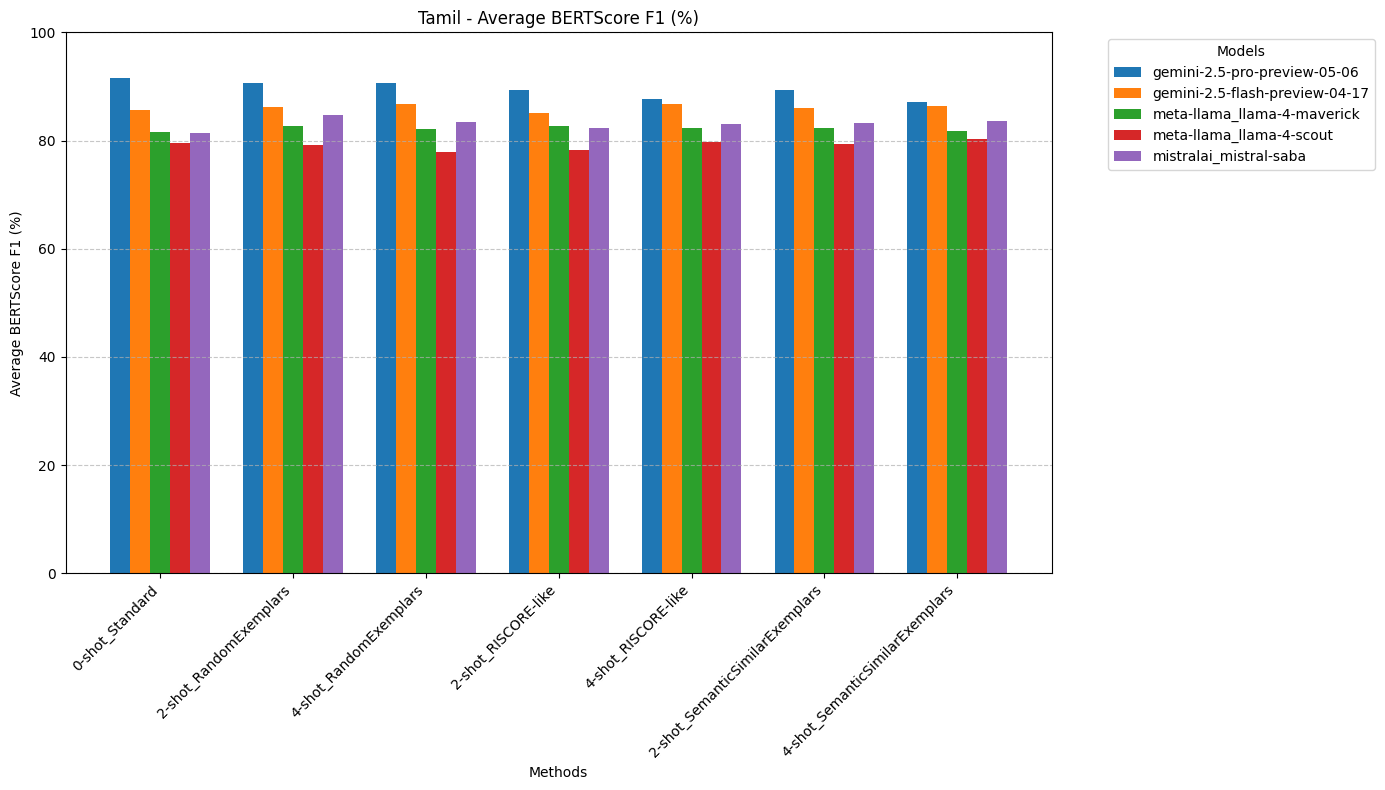 Tamil - Average BERTScore F1 (%)
Models
gemini-2.5-pro-preview-05-06
gemini-2.5-flash-preview-04-17
meta-llama_llama-4-maverick
meta-llama_llama-4-scout
mistralai_mistral-saba
Average BERTScore F1 (%)
100
80
60
40
20
0
0-shot_Standard
2-shot_RandomExemplars
4-shot_RandomExemplars
2-shot_RISCORE-like
4-shot_RISCORE-like
2-shot_SemanticSimilarExemplars
4-shot_SemanticSimilarExemplars
Methods